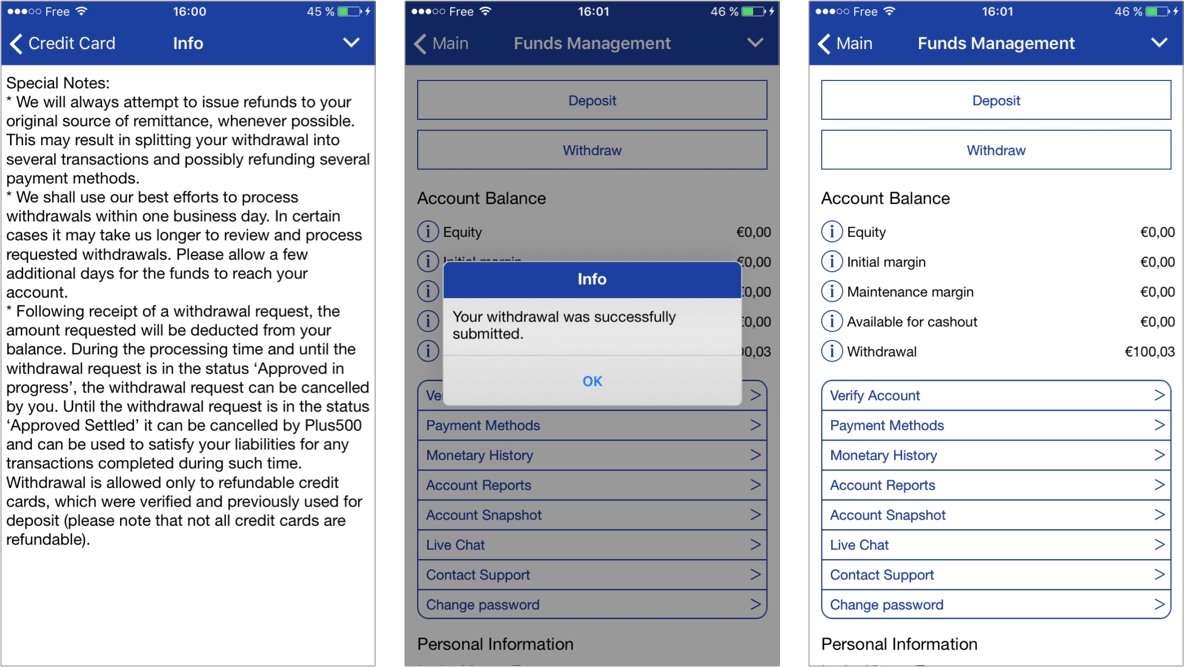 ●●●○○ Free 16:00 45 %
Credit Card Info
Special Notes:
* We will always attempt to issue refunds to your
original source of remittance, whenever possible.
This may result in splitting your withdrawal into
several transactions and possibly refunding several
payment methods.
* We shall use our best efforts to process
withdrawals within one business day. In certain
cases it may take us longer to review and process
requested withdrawals. Please allow a few
additional days for the funds to reach your
account.
* Following receipt of a withdrawal request, the
amount requested will be deducted from your
balance. During the processing time and until the
withdrawal request is in the status ‘Approved in
progress’, the withdrawal request can be cancelled
by you. Until the withdrawal request is in the status
‘Approved Settled’ it can be cancelled by Plus500
and can be used to satisfy your liabilities for any
transactions completed during such time.
Withdrawal is allowed only to refundable credit
cards, which were verified and previously used for
deposit (please note that not all credit cards are
refundable).
●●●○○ Free 16:01 46 %
Main Funds Management
Deposit
Withdraw
Account Balance
Equity €0,00
Initial margin €0,00
€0,00
€0,00
Info
Your withdrawal was successfully
submitted.
OK
Payment Methods >
Monetary History >
Account Reports >
Account Snapshot >
Live Chat >
Contact Support >
Change password >
Personal Information
●●●○○ Free 16:01 46 %
Main Funds Management
Deposit
Withdraw
Account Balance
Equity €0,00
Initial margin €0,00
Maintenance margin €0,00
Available for cashout €0,00
Withdrawal €100,03
Verify Account >
Payment Methods >
Monetary History >
Account Reports >
Account Snapshot >
Live Chat >
Contact Support >
Change password >
Personal Information